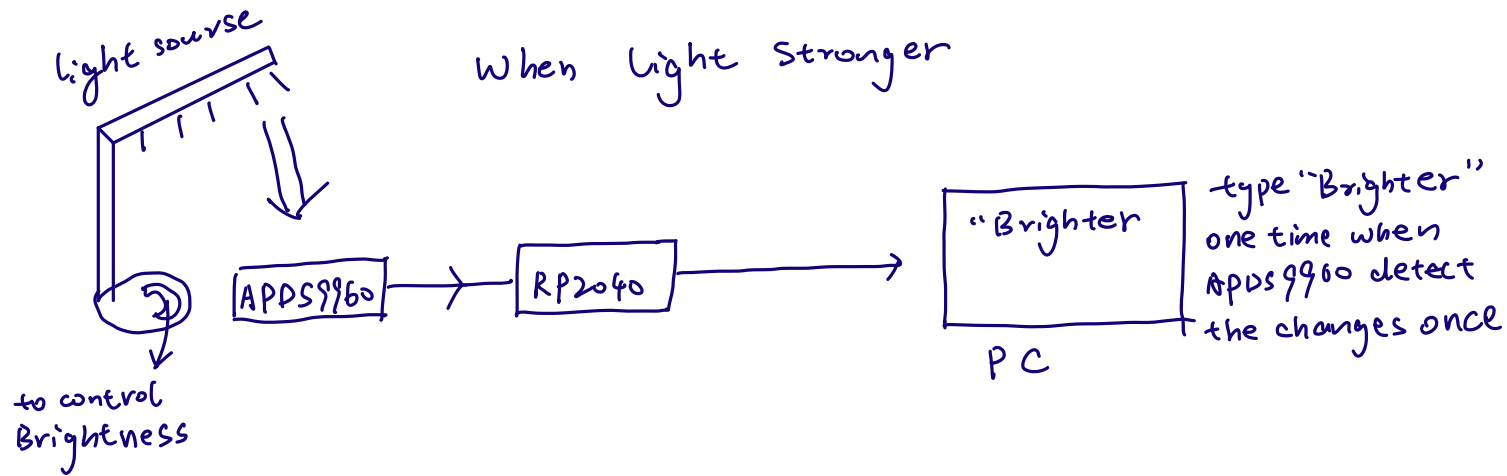 light sourse
When light stronger
APDS9960
RP2040
"Brighter
PC
type "Brighter"
one time when
APDS9960 detect
the changes once
to control
Brightness